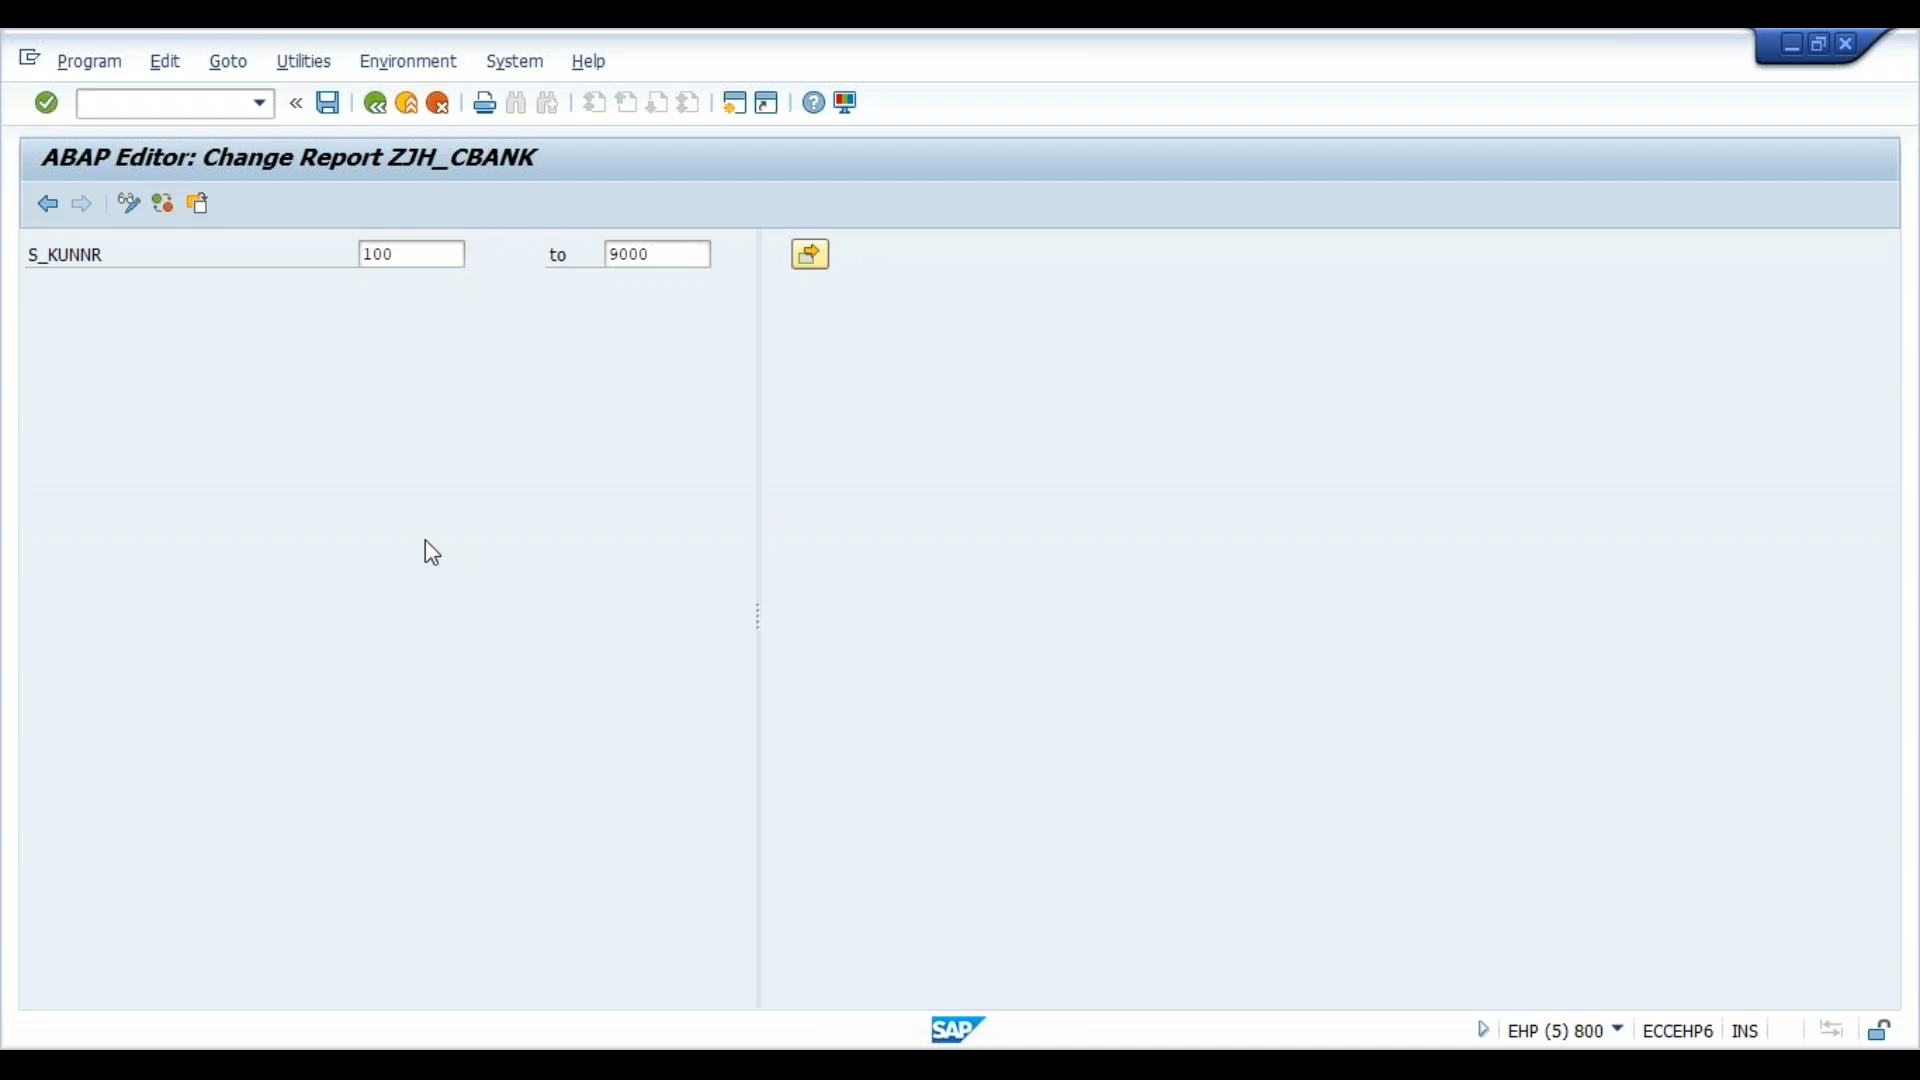 Program Edit Goto Utilities Environment System Help
ABAP Editor: Change Report ZJH_CBANK
S_KUNNR 100 to 9000
SAP EHP (5) 800 ECCEHP6 INS